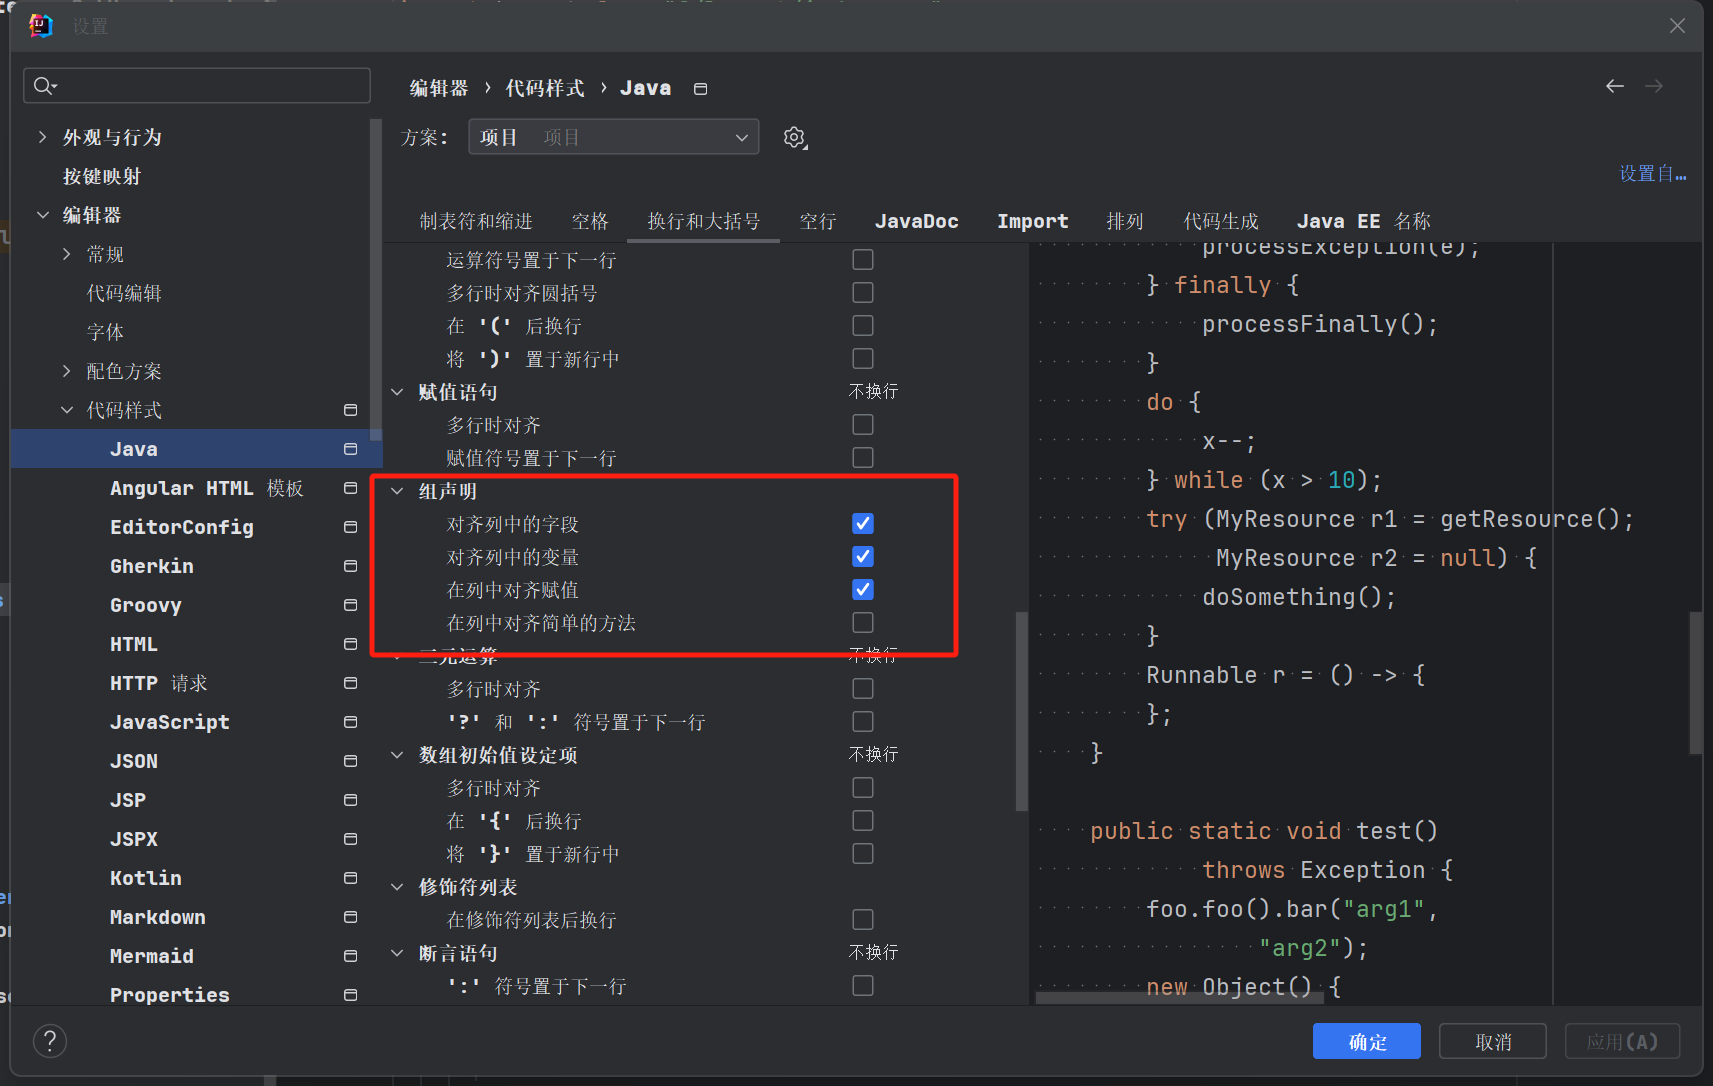 设置
编辑器 › 代码样式 › Java
方案：
项目 项目
设置自…
外观与行为
按键映射
编辑器
常规
代码编辑
字体
配色方案
代码样式
Java
Angular HTML 模板
EditorConfig
Gherkin
Groovy
HTML
HTTP 请求
JavaScript
JSON
JSP
JSPX
Kotlin
Markdown
Mermaid
Properties
制表符和缩进 空格 换行和大括号 空行 JavaDoc Import 排列 代码生成 Java EE 名称
运算符号置于下一行
多行时对齐圆括号
在 '(' 后换行
将 ')' 置于新行中
赋值语句 不换行
多行时对齐
赋值符号置于下一行
组声明
对齐列中的字段
对齐列中的变量
在列中对齐赋值
在列中对齐简单的方法
三元运算 不换行
多行时对齐
'?' 和 ':' 符号置于下一行
数组初始值设定项 不换行
多行时对齐
在 '{' 后换行
将 '}' 置于新行中
修饰符列表
在修饰符列表后换行
断言语句 不换行
':' 符号置于下一行
processException(e);
} finally {
processFinally();
}
do {
x--;
} while (x > 10);
try (MyResource r1 = getResource();
MyResource r2 = null) {
doSomething();
}
Runnable r = () -> {
};
}
public static void test()
throws Exception {
foo.foo().bar("arg1",
"arg2");
new Object() {
?
确定 取消 应用(A)